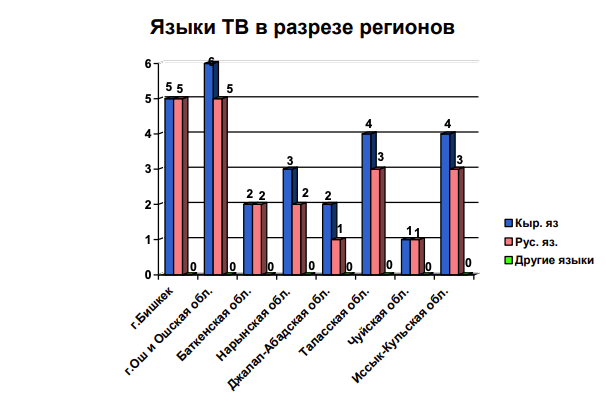 Языки ТВ в разрезе регионов
6
5
4
3
2
1
0
5 5 0
6 5 0
2 2 0
3 2 0
2 1 0
4 3 0
1 1 0
4 3 0
г.Бишкек
г.Ош и Ошская обл.
Баткенская обл.
Нарынская обл.
Джалал-Абадская обл.
Таласская обл.
Чуйская обл.
Иссык-Кульская обл.
Кыр. яз
Рус. яз.
Другие языки